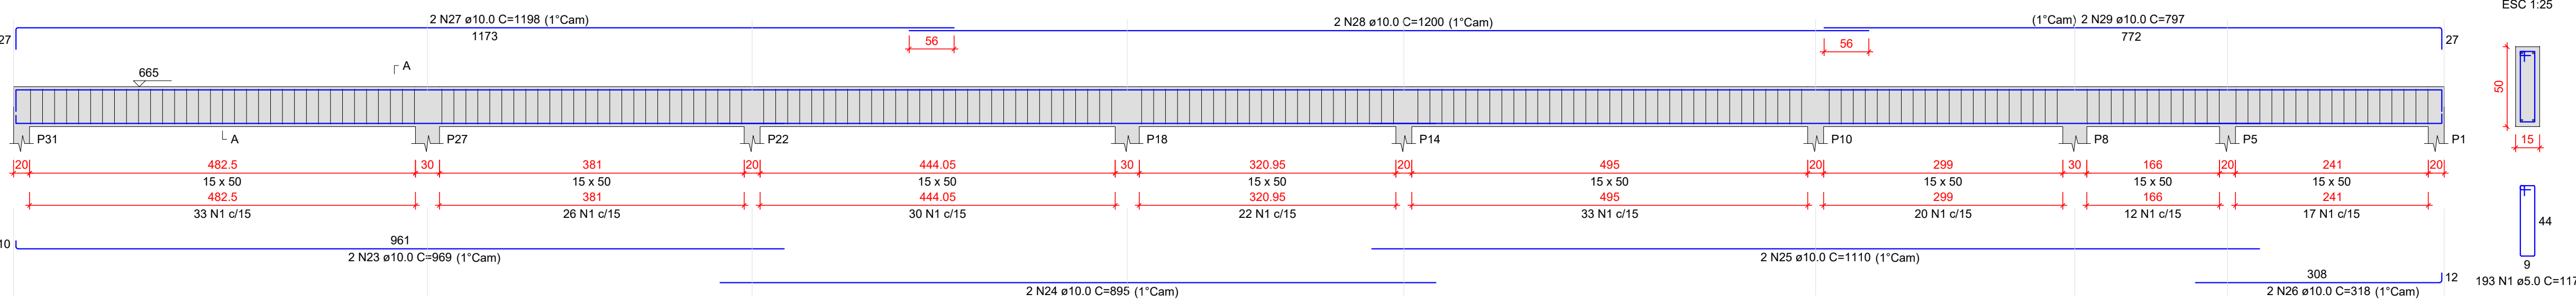 ESC 1:25
2 N27 ø10.0 C=1198 (1°Cam)
2 N28 ø10.0 C=1200 (1°Cam)
(1°Cam) 2 N29 ø10.0 C=797
27
1173
56
56
772
27
665
A
50
A
P31
P27
P22
P18
P14
P10
P8
P5
P1
15
20 482.5 30 381 20 444.05 30 320.95 20 495 20 299 30 166 20 241 20
15 x 50 15 x 50 15 x 50 15 x 50 15 x 50 15 x 50 15 x 50 15 x 50
482.5 381 444.05 320.95 495 299 166 241
33 N1 c/15 26 N1 c/15 30 N1 c/15 22 N1 c/15 33 N1 c/15 20 N1 c/15 12 N1 c/15 17 N1 c/15
44
10
961
2 N23 ø10.0 C=969 (1°Cam)
2 N25 ø10.0 C=1110 (1°Cam)
9
308
12
193 N1 ø5.0 C=117
2 N24 ø10.0 C=895 (1°Cam)
2 N26 ø10.0 C=318 (1°Cam)